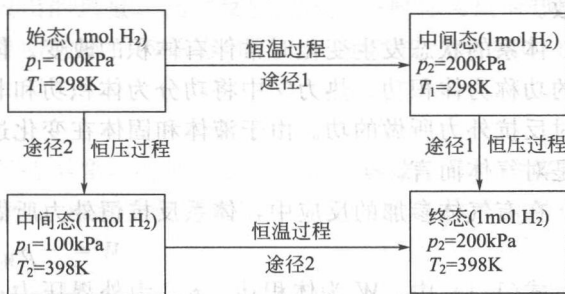 始态(1mol H₂)
p₁=100kPa
T₁=298K
恒温过程
途径1
中间态(1mol H₂)
p₂=200kPa
T₁=298K
途径2 恒压过程
途径1 恒压过程
中间态(1mol H₂)
p₁=100kPa
T₂=398K
恒温过程
途径2
终态(1mol H₂)
p₂=200kPa
T₂=398K